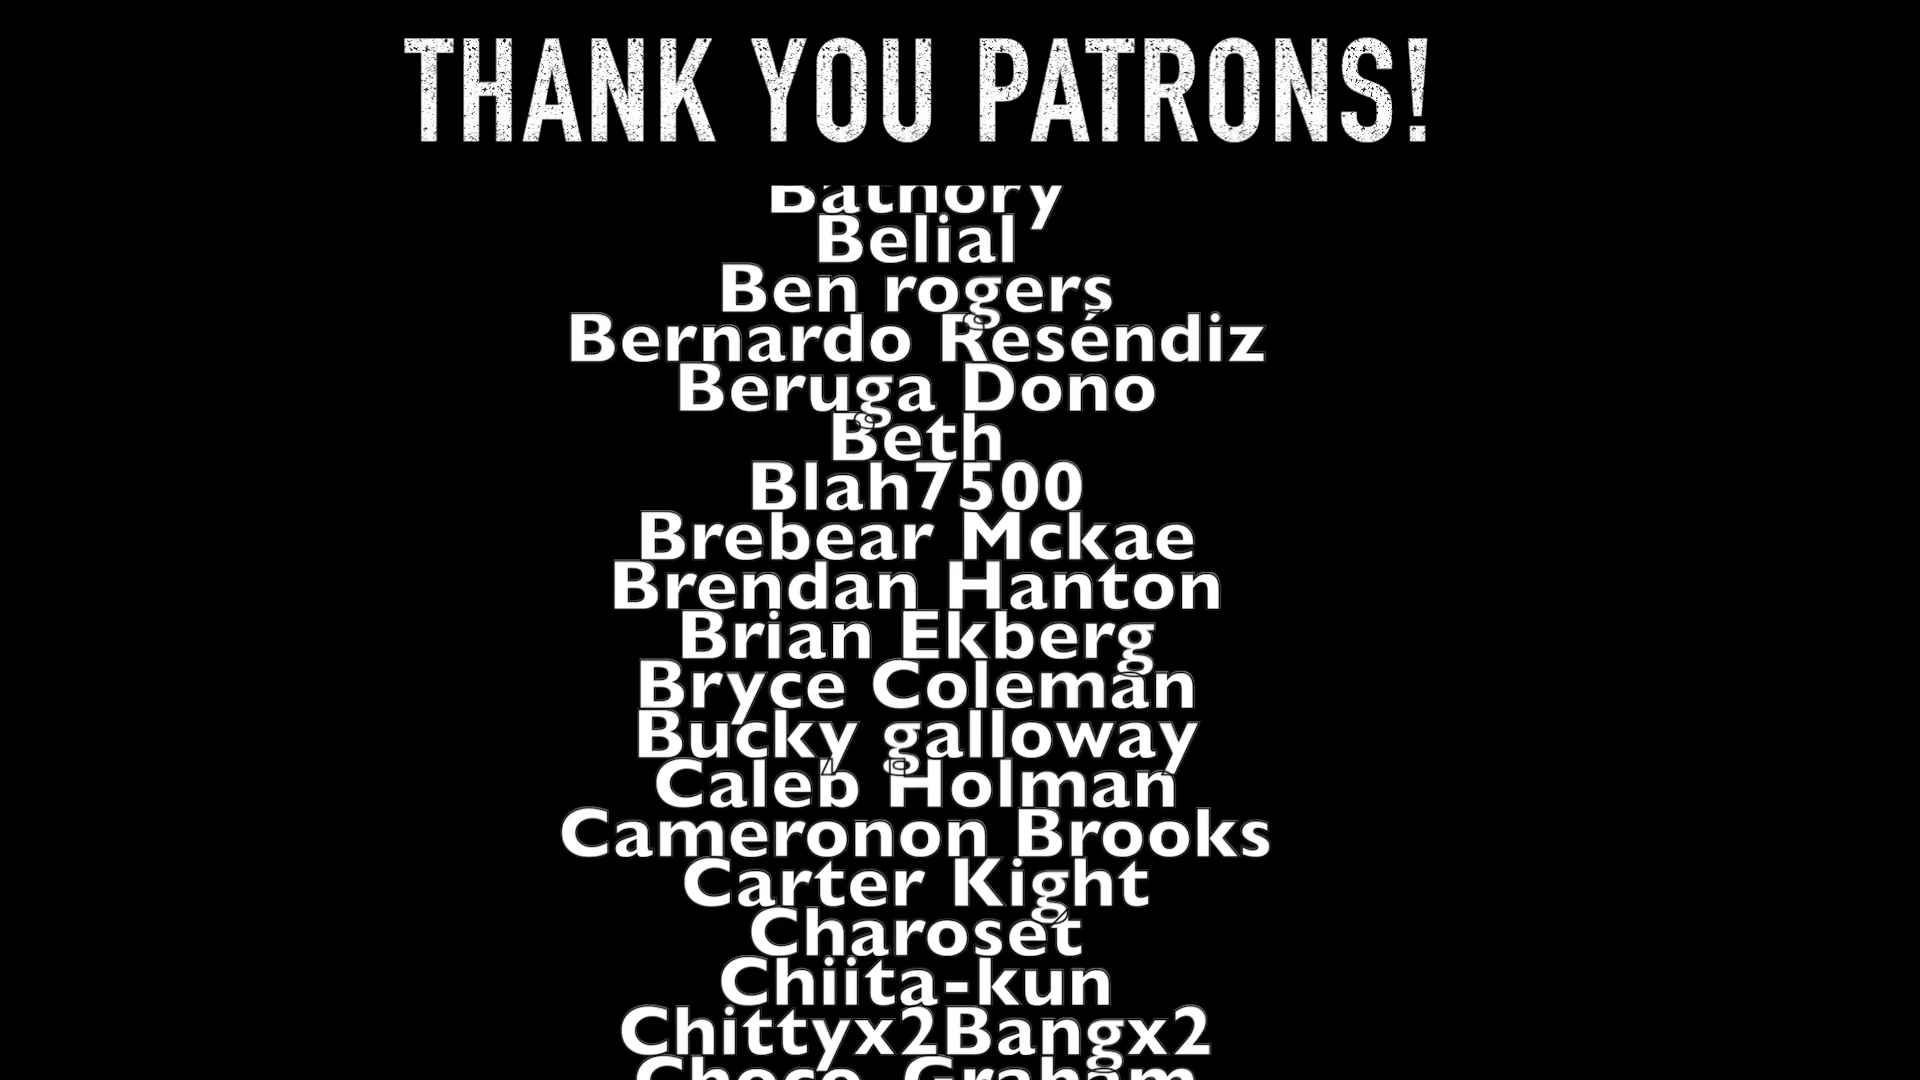 THANK YOU PATRONS!
Bathory
Belial
Ben rogers
Bernardo Reséndiz
Beruga Dono
Beth
Blah7500
Brebear Mckae
Brendan Hanton
Brian Ekberg
Bryce Coleman
Bucky galloway
Caleb Holman
Cameronon Brooks
Carter Kight
Charoset
Chiita-kun
Chittyx2Bangx2
Choco_Graham